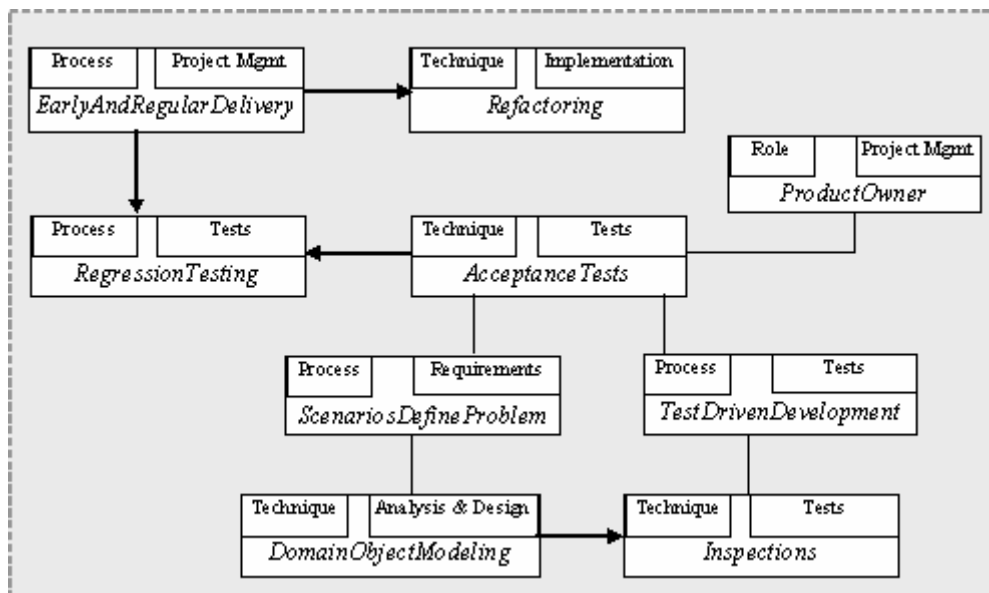 Process Project Mgmt
EarlyAndRegularDelivery
Technique Implementation
Refactoring
Role Project Mgmt
ProductOwner
Process Tests
RegressionTesting
Technique Tests
AcceptanceTests
Process Requirements
ScenariosDefineProblem
Process Tests
TestDrivenDevelopment
Technique Analysis & Design
DomainObjectModeling
Technique Tests
Inspections